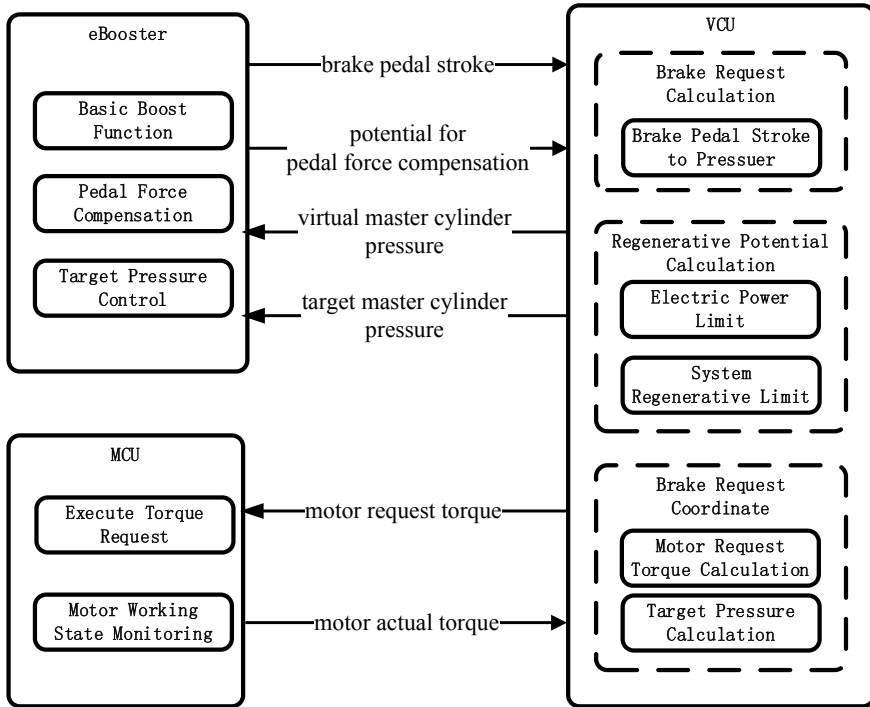 eBooster
Basic Boost
Function
Pedal Force
Compensation
Target Pressure
Control
MCU
Execute Torque
Request
Motor Working
State Monitoring
brake pedal stroke
potential for
pedal force compensation
virtual master cylinder
pressure
target master cylinder
pressure
motor request torque
motor actual torque
VCU
Brake Request
Calculation
Brake Pedal Stroke
to Pressuer
Regenerative Potential
Calculation
Electric Power
Limit
System
Regenerative Limit
Brake Request
Coordinate
Motor Request
Torque Calculation
Target Pressure
Calculation